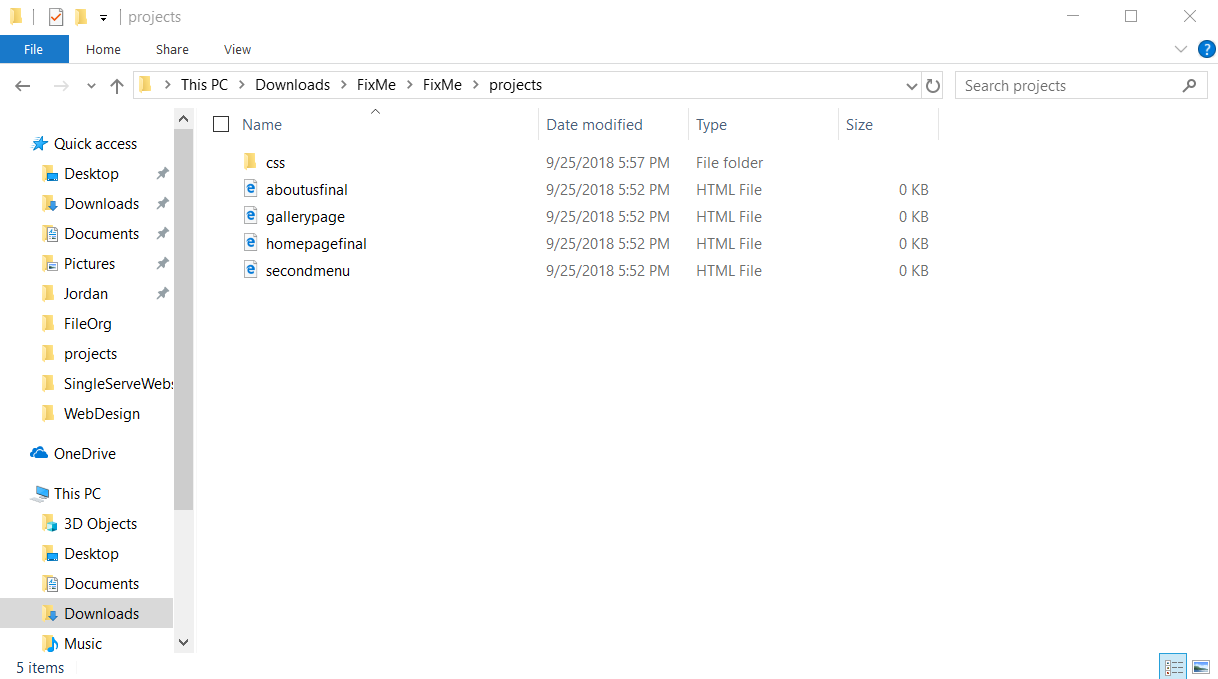 projects
File Home Share View
?
This PC Downloads FixMe FixMe projects
Search projects
Name Date modified Type Size
css 9/25/2018 5:57 PM File folder
aboutusfinal 9/25/2018 5:52 PM HTML File 0 KB
gallerypage 9/25/2018 5:52 PM HTML File 0 KB
homepagefinal 9/25/2018 5:52 PM HTML File 0 KB
secondmenu 9/25/2018 5:52 PM HTML File 0 KB
Quick access
Desktop
Downloads
Documents
Pictures
Jordan
FileOrg
projects
SingleServeWebs
WebDesign
OneDrive
This PC
3D Objects
Desktop
Documents
Downloads
Music
5 items